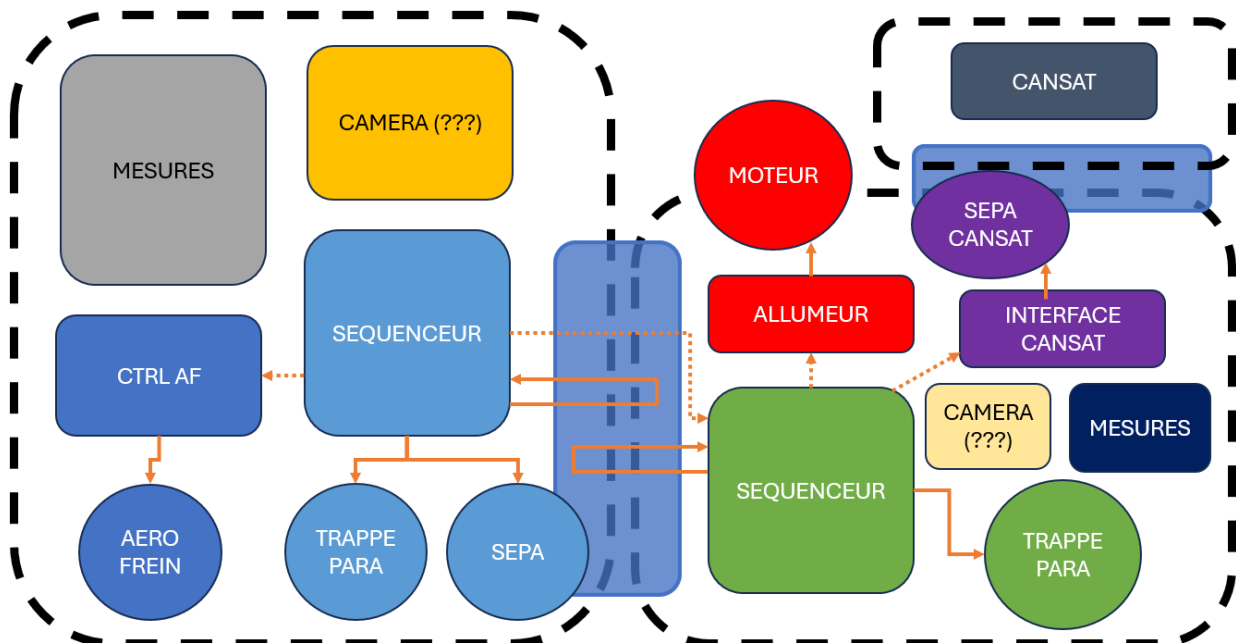 MESURES
CAMERA (???)
SEQUENCEUR
CTRL AF
AERO
FREIN
TRAPPE
PARA
SEPA
MOTEUR
ALLUMEUR
CANSAT
SEPA
CANSAT
INTERFACE
CANSAT
CAMERA
(???)
MESURES
SEQUENCEUR
TRAPPE
PARA